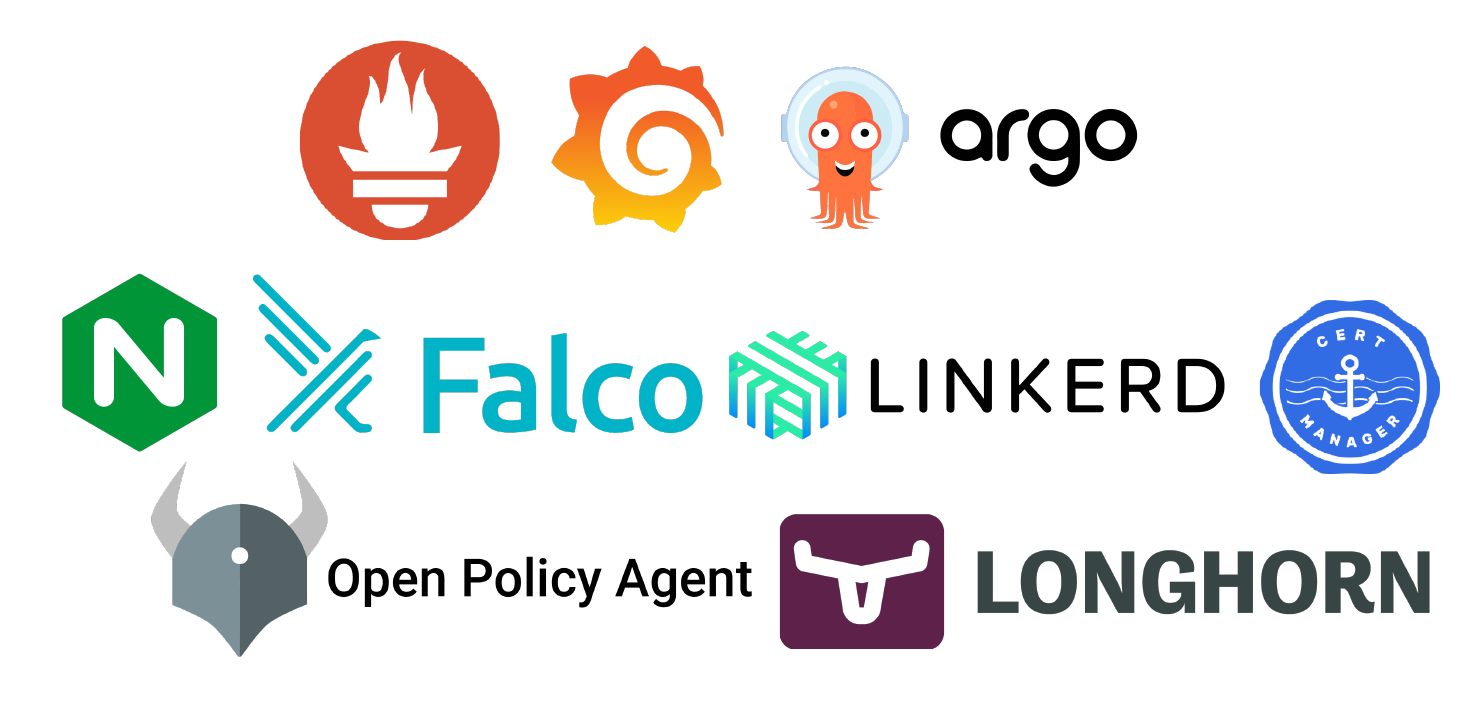 argo
N
Falco
LINKERD
CERT
MANAGER
Open Policy Agent
LONGHORN